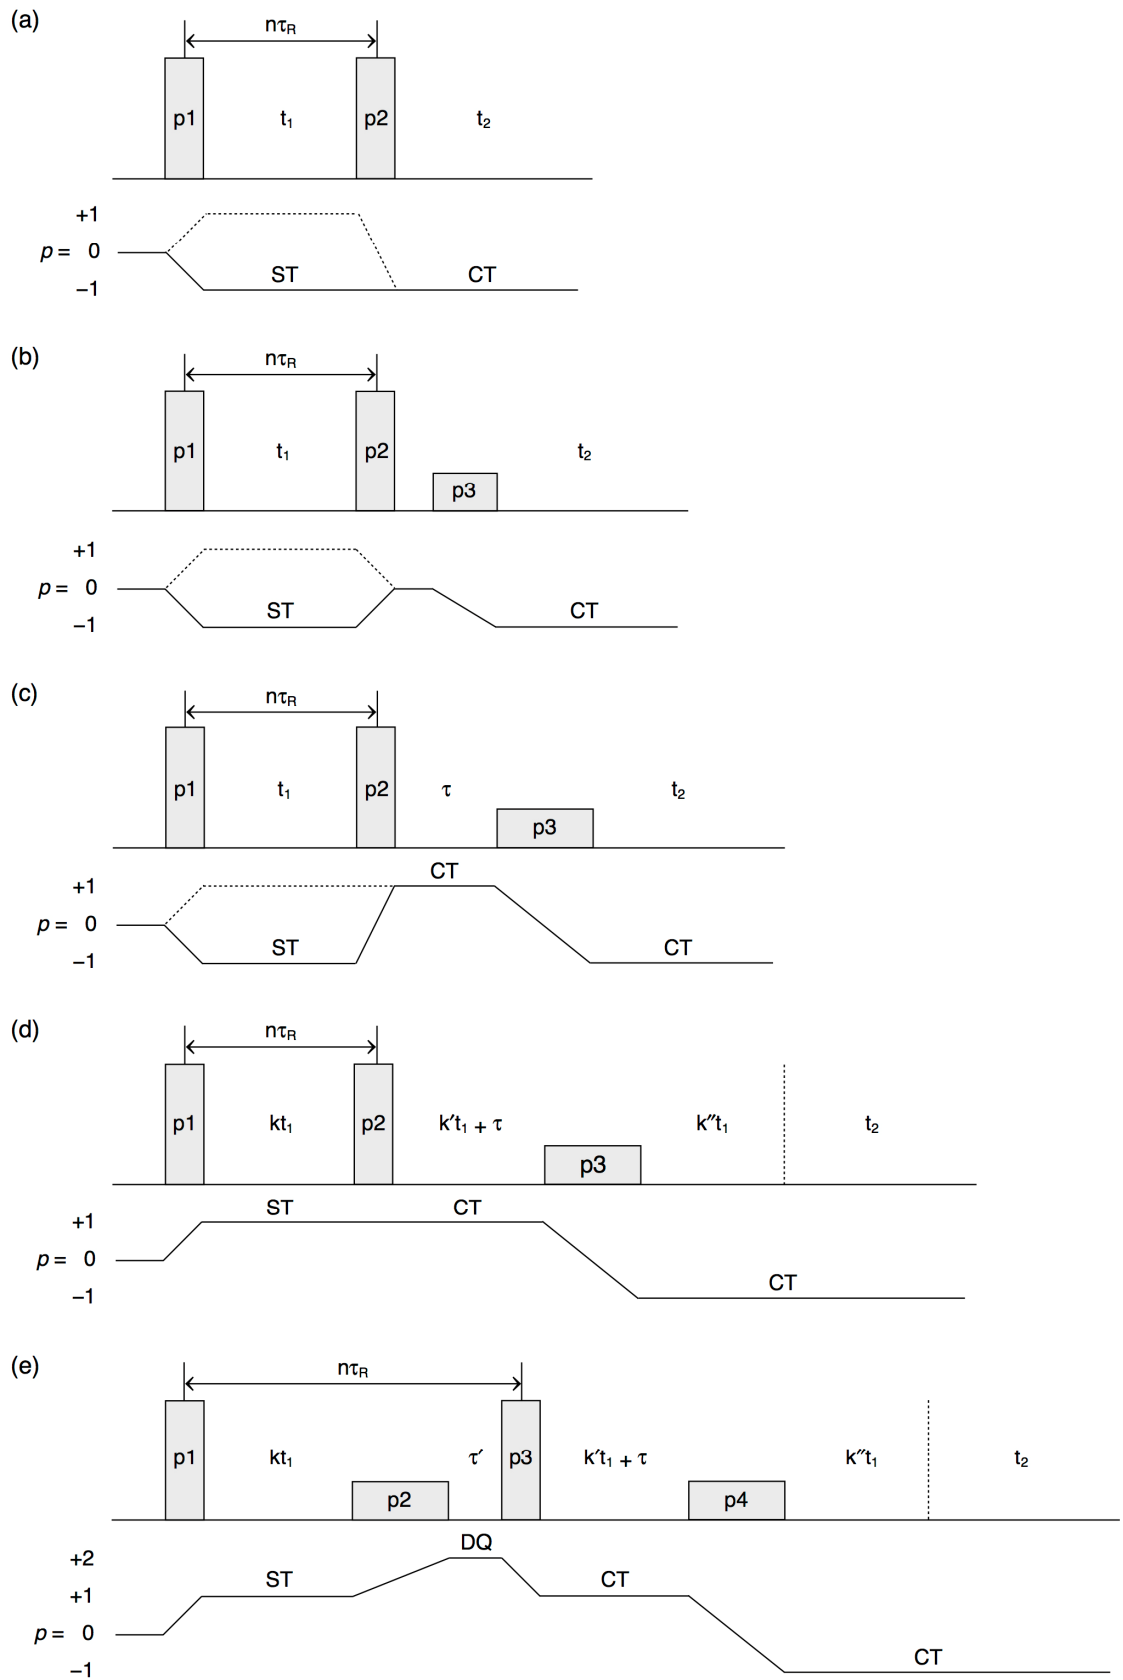 (a)
nτR
p1 t1 p2 t2
+1
p = 0
ST CT
−1
(b)
nτR
p1 t1 p2 t2
p3
+1
p = 0
ST CT
−1
(c)
nτR
p1 t1 p2 τ t2
p3
CT
+1
p = 0
ST CT
−1
(d)
nτR
p1 kt1 p2 k′t1 + τ k″t1 t2
p3
ST CT
+1
p = 0
CT
−1
(e)
nτR
p1 kt1 τ′ p3 k′t1 + τ k″t1 t2
p2 p4
DQ
+2
ST CT
+1
p = 0
CT
−1